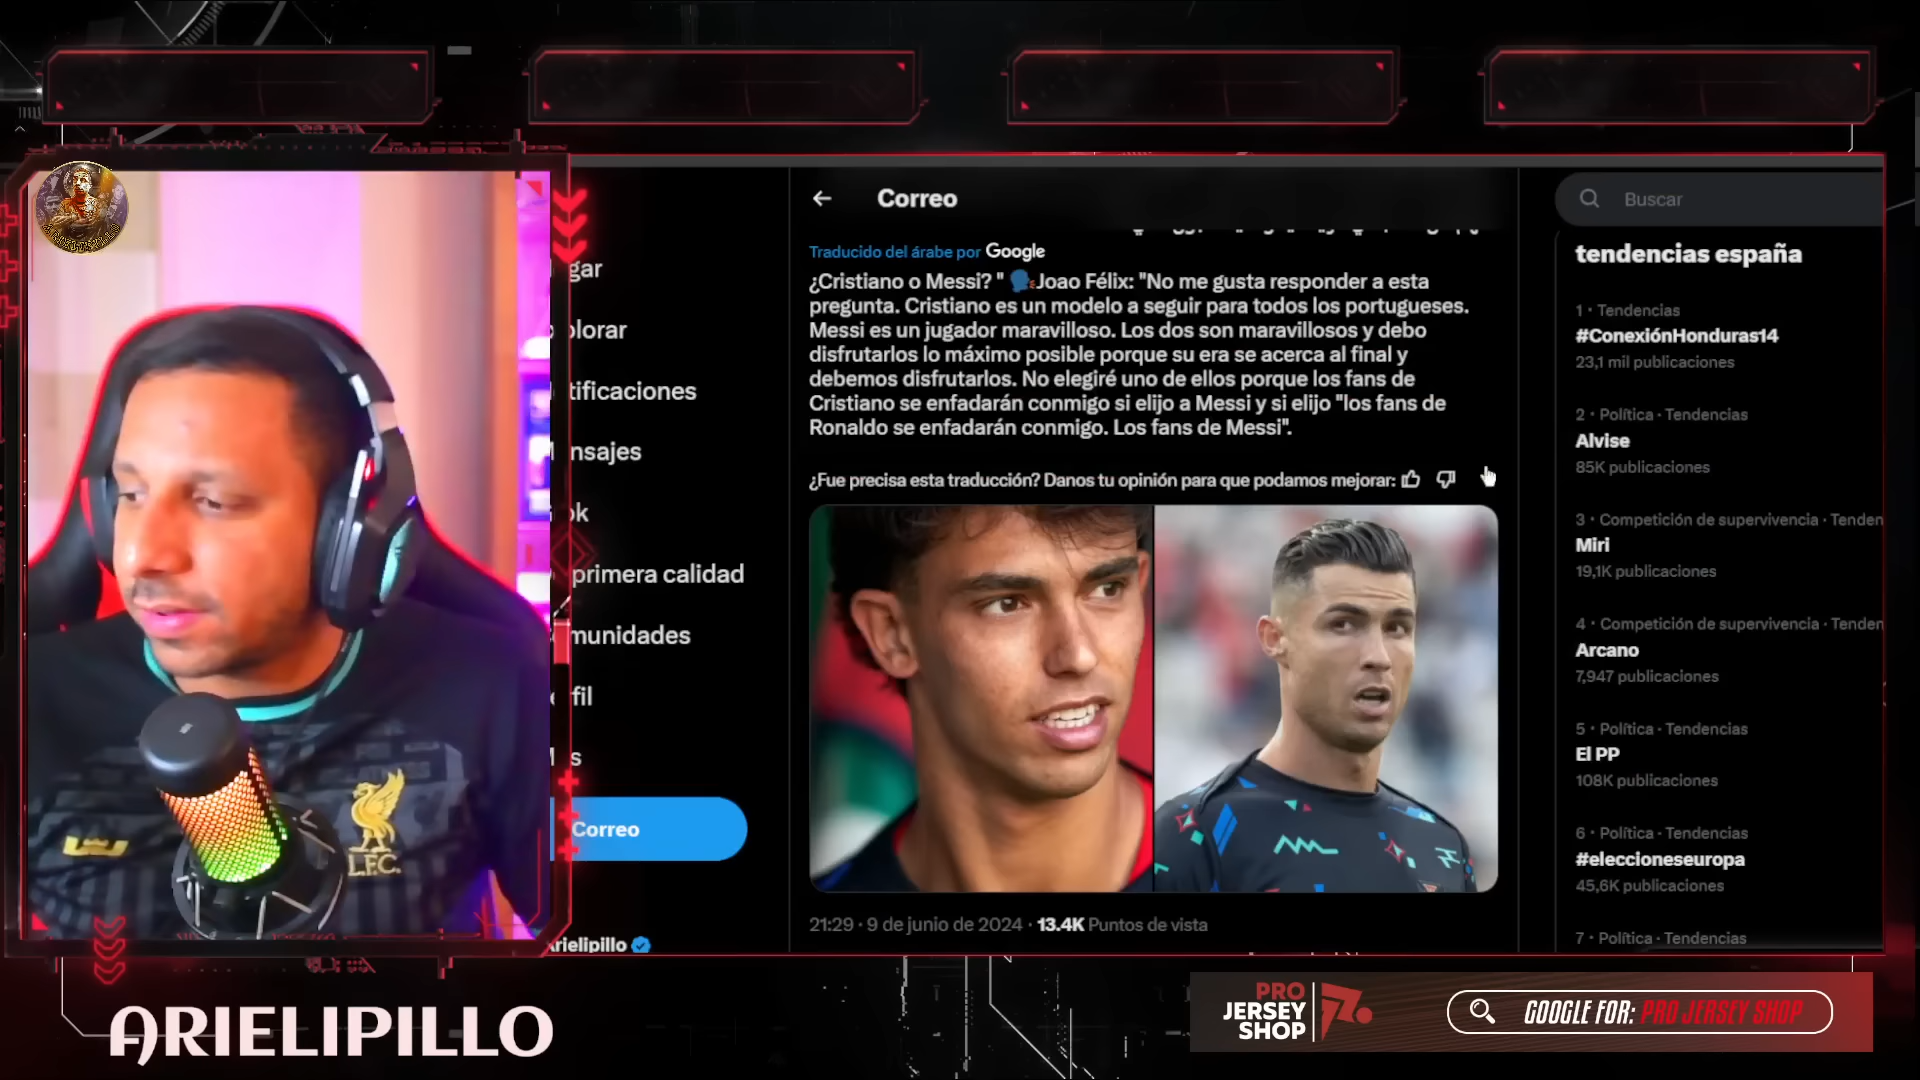 Correo
Buscar
Traducido del árabe por Google
¿Cristiano o Messi? " Joao Félix: "No me gusta responder a esta
pregunta. Cristiano es un modelo a seguir para todos los portugueses.
Messi es un jugador maravilloso. Los dos son maravillosos y debo
disfrutarlos lo máximo posible porque su era se acerca al final y
debemos disfrutarlos. No elegiré uno de ellos porque los fans de
Cristiano se enfadarán conmigo si elijo a Messi y si elijo "los fans de
Ronaldo se enfadarán conmigo. Los fans de Messi".
¿Fue precisa esta traducción? Danos tu opinión para que podamos mejorar:
21:29 · 9 de junio de 2024 · 13.4K Puntos de vista
gar
plorar
tificaciones
nsajes
ok
primera calidad
munidades
fil
s
Correo
rielipillo
tendencias españa
1 · Tendencias
#ConexiónHonduras14
23,1 mil publicaciones
2 · Política · Tendencias
Alvise
85K publicaciones
3 · Competición de supervivencia · Tenden
Miri
19,1K publicaciones
4 · Competición de supervivencia · Tenden
Arcano
7,947 publicaciones
5 · Política · Tendencias
El PP
108K publicaciones
6 · Política · Tendencias
#eleccioneseuropa
45,6K publicaciones
7 · Política · Tendencias
L.F.C.
ARIELIPILLO
PRO
JERSEY
SHOP
GOOGLE FOR: PRO JERSEY SHOP